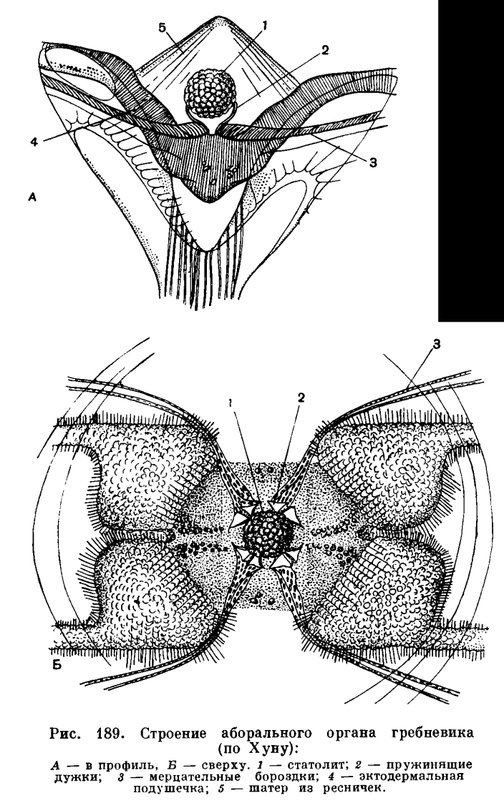 5
1
2
4
3
А
3
1
2
Б
Рис. 189. Строение аборального органа гребневика
(по Хуну):
А — в профиль, Б — сверху. 1 — статолит; 2 — пружинящие
дужки; 3 — мерцательные бороздки; 4 — эктодермальная
подушечка; 5 — шатер из ресничек.